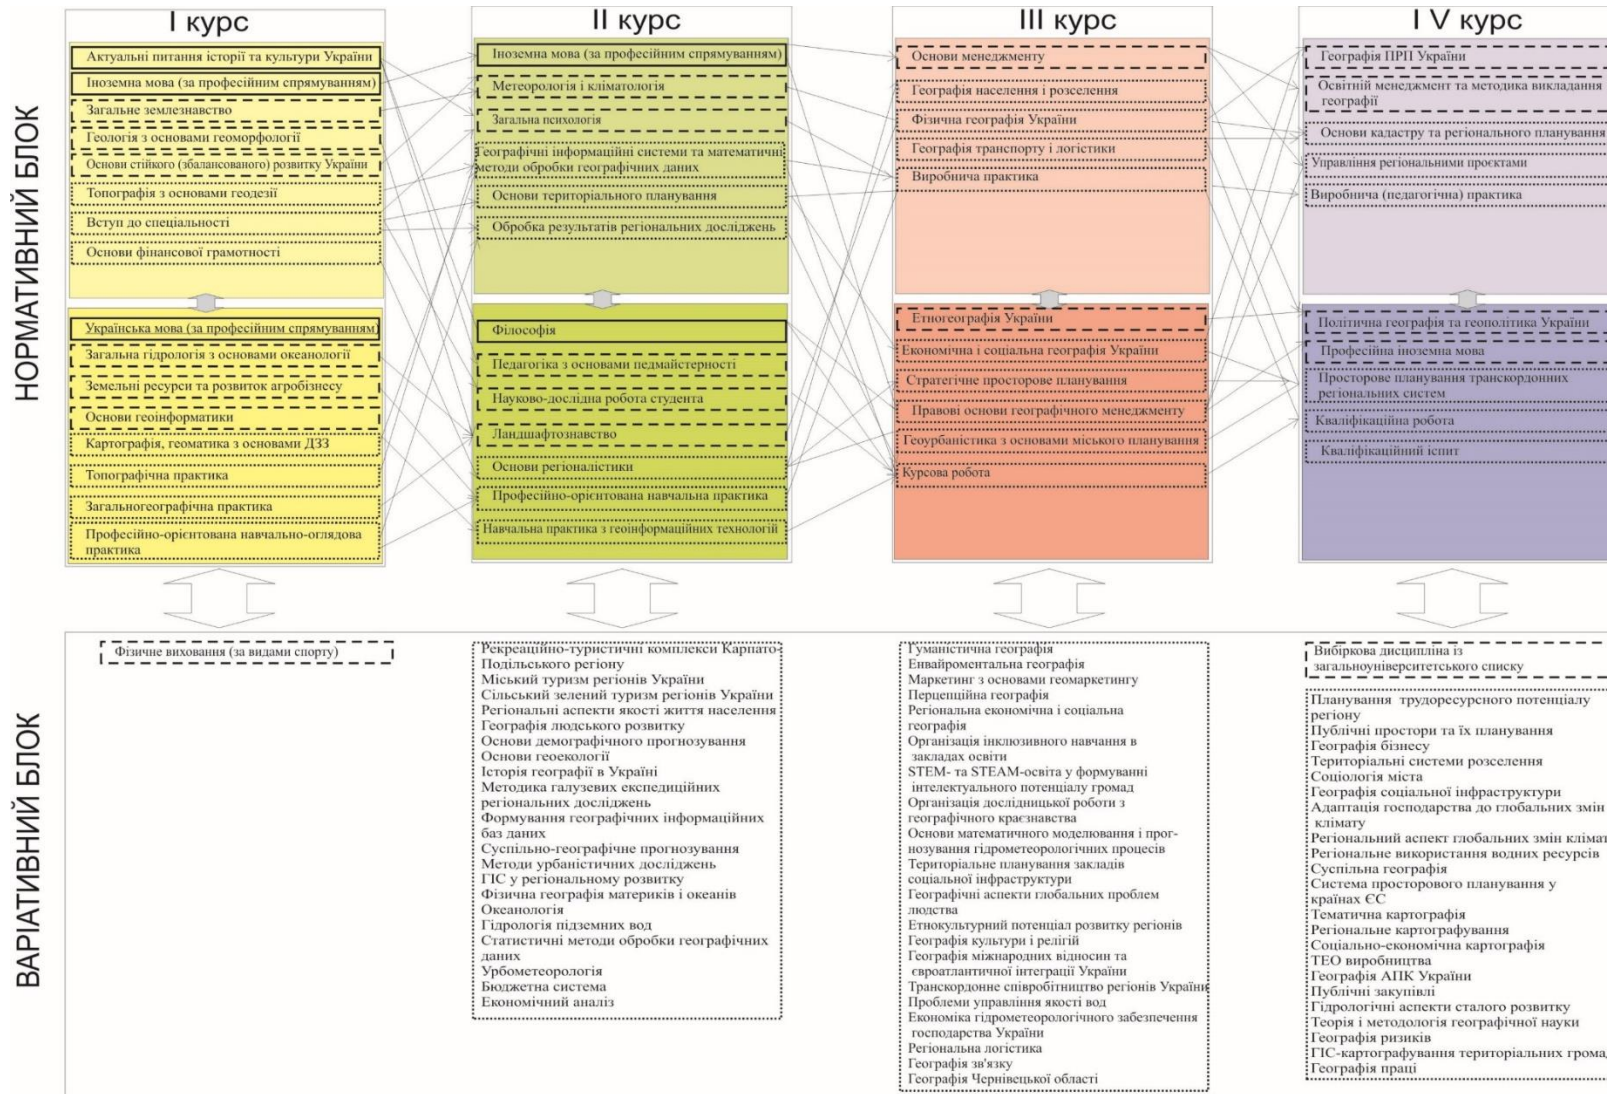 I курс
II курс
III курс
I V курс
НОРМАТИВНИЙ БЛОК
Актуальні питання історії та культури України
Іноземна мова (за професійним спрямуванням)
Загальне землезнавство
Геологія з основами геоморфології
Основи стійкого (збалансованого) розвитку України
Топографія з основами геодезії
Вступ до спеціальності
Основи фінансової грамотності
Українська мова (за професійним спрямуванням)
Загальна гідрологія з основами океанології
Земельні ресурси та розвиток агробізнесу
Основи геоінформатики
Картографія, геоматика з основами ДЗЗ
Топографічна практика
Загальногеографічна практика
Професійно-орієнтована навчально-оглядова
практика
Іноземна мова (за професійним спрямуванням)
Метеорологія і кліматологія
Загальна психологія
Географічні інформаційні системи та математичні
методи обробки географічних даних
Основи територіального планування
Обробка результатів регіональних досліджень
Філософія
Педагогіка з основами педмайстерності
Науково-дослідна робота студента
Ландшафтознавство
Основи регіоналістики
Професійно-орієнтована навчальна практика
Навчальна практика з геоінформаційних технологій
Основи менеджменту
Географія населення і розселення
Фізична географія України
Географія транспорту і логістики
Виробнича практика
Етногеографія України
Економічна і соціальна географія України
Стратегічне просторове планування
Правові основи географічного менеджменту
Геоурбаністика з основами міського планування
Курсова робота
Географія ПРП України
Освітній менеджмент та методика викладання
географії
Основи кадастру та регіонального планування
Управління регіональними проєктами
Виробнича (педагогічна) практика
Політична географія та геополітика України
Професійна іноземна мова
Просторове планування транскордонних
регіональних систем
Кваліфікаційна робота
Кваліфікаційний іспит
ВАРІАТИВНИЙ БЛОК
Фізичне виховання (за видами спорту)
Рекреаційно-туристичні комплекси Карпато-
Подільського регіону
Міський туризм регіонів України
Сільський зелений туризм регіонів України
Регіональні аспекти якості життя населення
Географія людського розвитку
Основи демографічного прогнозування
Основи геоекології
Історія географії в Україні
Методика галузевих експедиційних
регіональних досліджень
Формування географічних інформаційних
баз даних
Суспільно-географічне прогнозування
Методи урбаністичних досліджень
ГІС у регіональному розвитку
Фізична географія материків і океанів
Океанологія
Гідрологія підземних вод
Статистичні методи обробки географічних
даних
Урбометеорологія
Бюджетна система
Економічний аналіз
Гуманістична географія
Енвайроментальна географія
Маркетинг з основами геомаркетингу
Перцепційна географія
Регіональна економічна і соціальна
географія
Організація інклюзивного навчання в
закладах освіти
STEM- та STEAM-освіта у формуванні
інтелектуального потенціалу громад
Організація дослідницької роботи з
географічного краєзнавства
Основи математичного моделювання і прог-
нозування гідрометеорологічних процесів
Територіальне планування закладів
соціальної інфраструктури
Географічні аспекти глобальних проблем
людства
Етнокультурний потенціал розвитку регіонів
Географія культури і релігій
Географія міжнародних відносин та
євроатлантичної інтеграції України
Транскордонне співробітництво регіонів України
Проблеми управління якості вод
Економіка гідрометеорологічного забезпечення
господарства України
Регіональна логістика
Географія зв'язку
Географія Чернівецької області
Вибіркова дисципліна із
загальноуніверситетського списку
Планування трудоресурсного потенціалу
регіону
Публічні простори та їх планування
Географія бізнесу
Територіальні системи розселення
Соціологія міста
Географія соціальної інфраструктури
Адаптація господарства до глобальних змін
клімату
Регіональний аспект глобальних змін клімат
Регіональне використання водних ресурсів
Суспільна географія
Система просторового планування у
країнах ЄС
Тематична картографія
Регіональне картографування
Соціально-економічна картографія
ТЕО виробництва
Географія АПК України
Публічні закупівлі
Гідрологічні аспекти сталого розвитку
Теорія і методологія географічної науки
Географія ризиків
ГІС-картографування територіальних громад
Географія праці